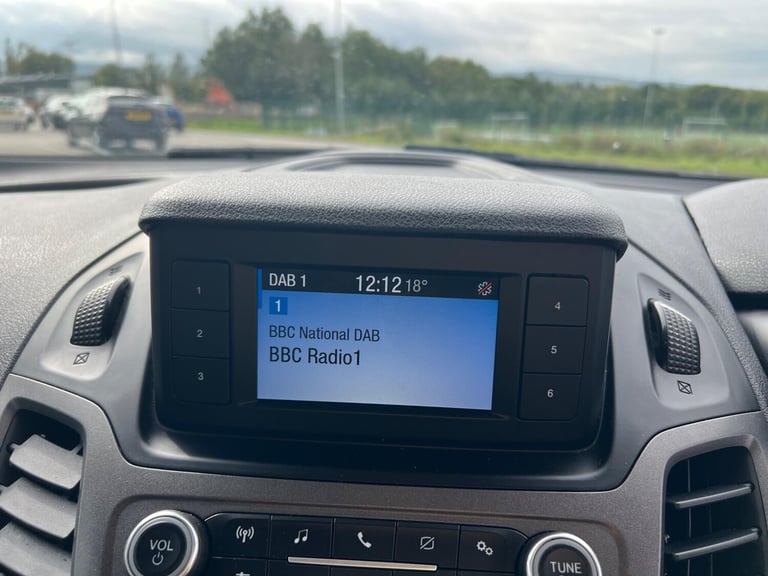 DAB 1 12:12 18°
1
BBC National DAB
BBC Radio1
1
2
3
4
5
6
VOL
TUNE